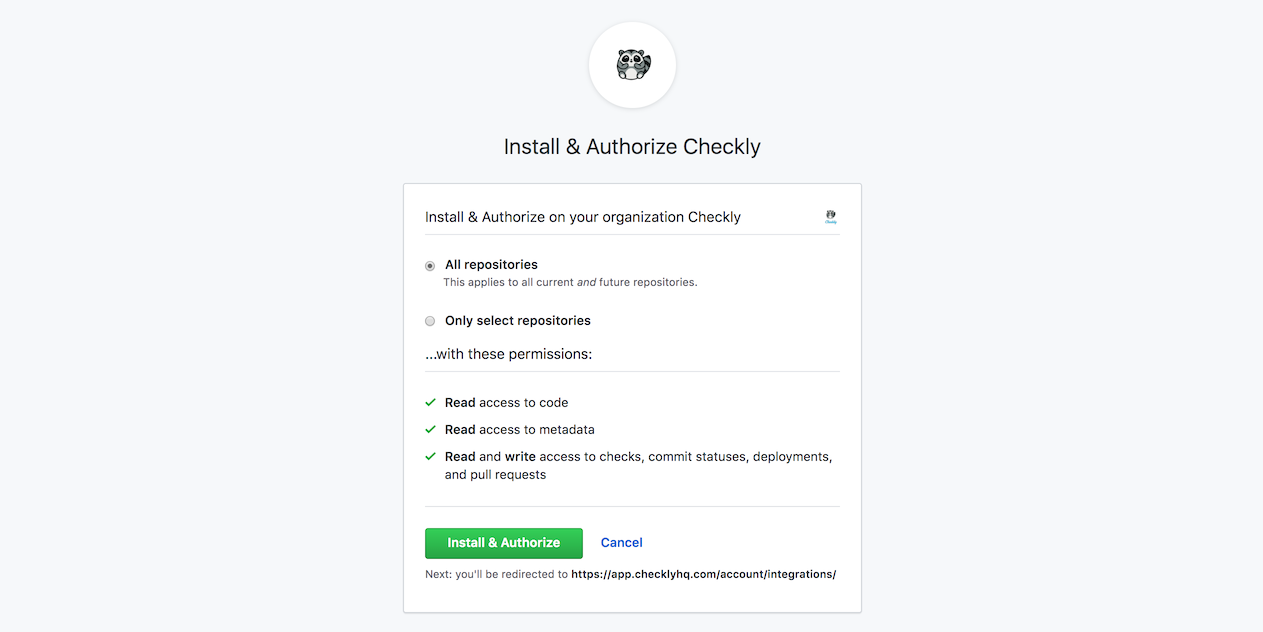 Install & Authorize Checkly
Install & Authorize on your organization Checkly
Checkly
All repositories
This applies to all current and future repositories.
Only select repositories
...with these permissions:
Read access to code
Read access to metadata
Read and write access to checks, commit statuses, deployments,
and pull requests
Install & Authorize
Cancel
Next: you'll be redirected to https://app.checklyhq.com/account/integrations/